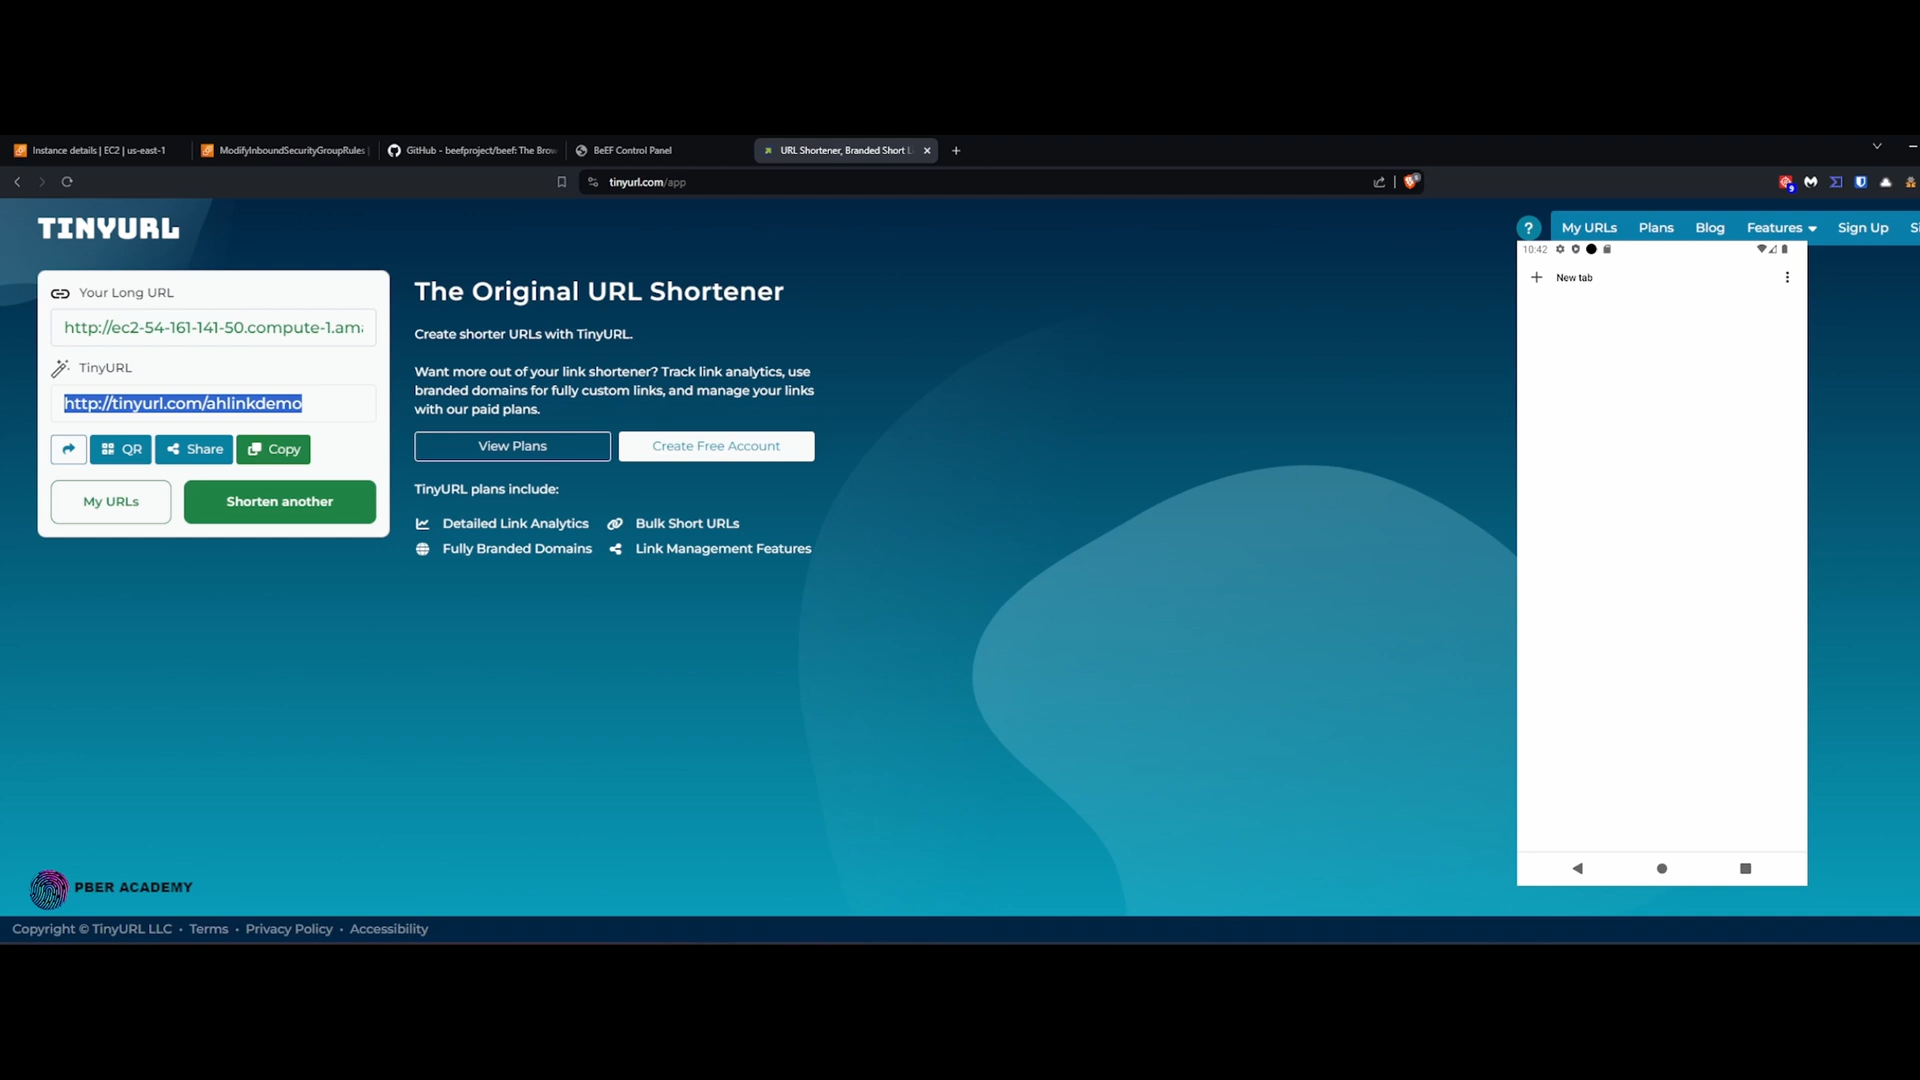 Instance details | EC2 | us-east-1
ModifyInboundSecurityGroupRules |
GitHub - beefproject/beef: The Brow
BeEF Control Panel
URL Shortener, Branded Short L
tinyurl.com/app
9
TINYURL
? My URLs Plans Blog Features Sign Up Si
Your Long URL
http://ec2-54-161-141-50.compute-1.ama
TinyURL
http://tinyurl.com/ahlinkdemo
QR Share Copy
My URLs Shorten another
The Original URL Shortener
Create shorter URLs with TinyURL.
Want more out of your link shortener? Track link analytics, use
branded domains for fully custom links, and manage your links
with our paid plans.
View Plans Create Free Account
TinyURL plans include:
Detailed Link Analytics Bulk Short URLs
Fully Branded Domains Link Management Features
10:42
New tab
PBER ACADEMY
Copyright © TinyURL LLC • Terms • Privacy Policy • Accessibility